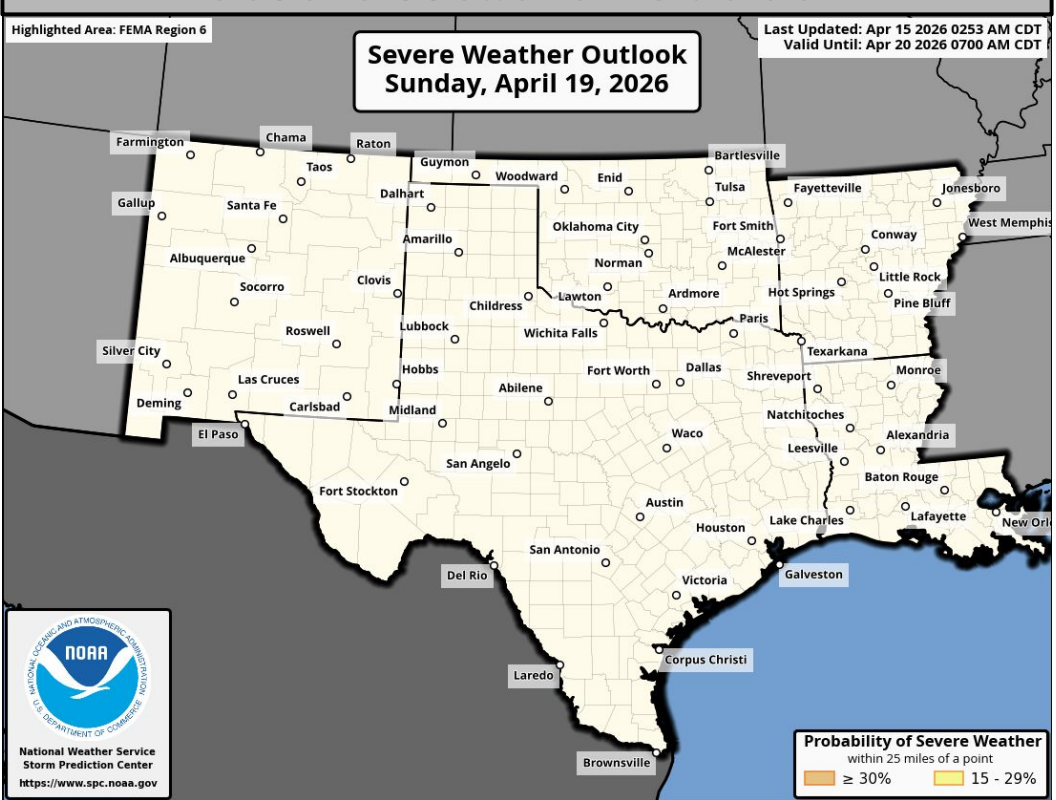 Highlighted Area: FEMA Region 6
Severe Weather Outlook
Sunday, April 19, 2026
Last Updated: Apr 15 2026 0253 AM CDT
Valid Until: Apr 20 2026 0700 AM CDT
Farmington
Chama
Raton
Taos
Guymon
Woodward
Enid
Bartlesville
Tulsa
Fayetteville
Jonesboro
Gallup
Santa Fe
Dalhart
Oklahoma City
Fort Smith
West Memphis
Albuquerque
Amarillo
Norman
McAlester
Conway
Socorro
Clovis
Childress
Lawton
Ardmore
Hot Springs
Little Rock
Pine Bluff
Roswell
Lubbock
Wichita Falls
Paris
Texarkana
Silver City
Las Cruces
Hobbs
Abilene
Fort Worth
Dallas
Shreveport
Monroe
Deming
Carlsbad
Midland
Natchitoches
El Paso
San Angelo
Waco
Leesville
Alexandria
Fort Stockton
Austin
Baton Rouge
Houston
Lake Charles
Lafayette
New Orl
San Antonio
Del Rio
Victoria
Galveston
Laredo
Corpus Christi
Brownsville
NATIONAL OCEANIC AND ATMOSPHERIC ADMINISTRATION
NOAA
U.S. DEPARTMENT OF COMMERCE
National Weather Service
Storm Prediction Center
https://www.spc.noaa.gov
Probability of Severe Weather
within 25 miles of a point
≥ 30%
15 - 29%